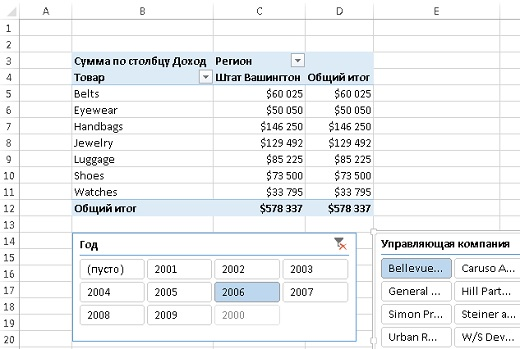 A B C D E
1
2
3 Сумма по столбцу Доход Регион
4 Товар Штат Вашингтон Общий итог
5 Belts $60 025 $60 025
6 Eyewear $50 050 $50 050
7 Handbags $146 250 $146 250
8 Jewelry $129 492 $129 492
9 Luggage $85 225 $85 225
10 Shoes $73 500 $73 500
11 Watches $33 795 $33 795
12 Общий итог $578 337 $578 337
13
14 Год Управляющая компания
15
16 (пусто) 2001 2002 2003 Bellevue... Caruso A...
17 2004 2005 2006 2007 General ... Hill Part...
18
19 2008 2009 2000 Simon Pr... Steiner a...
20 Urban R... W/S Dev...